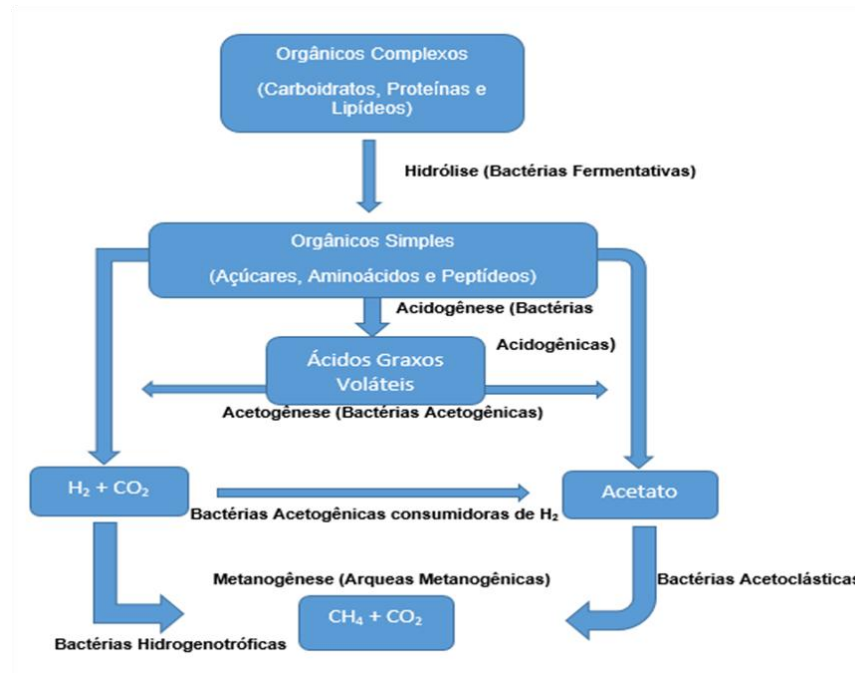 Orgânicos Complexos
(Carboidratos, Proteínas e
Lipídeos)
Hidrólise (Bactérias Fermentativas)
Orgânicos Simples
(Açúcares, Aminoácidos e Peptídeos)
Acidogênese (Bactérias
Acidogênicas)
Ácidos Graxos
Voláteis
Acetogênese (Bactérias Acetogênicas)
H₂ + CO₂
Acetato
Bactérias Acetogênicas consumidoras de H₂
Metanogênese (Arqueas Metanogênicas)
Bactérias Acetoclásticas
CH₄ + CO₂
Bactérias Hidrogenotróficas